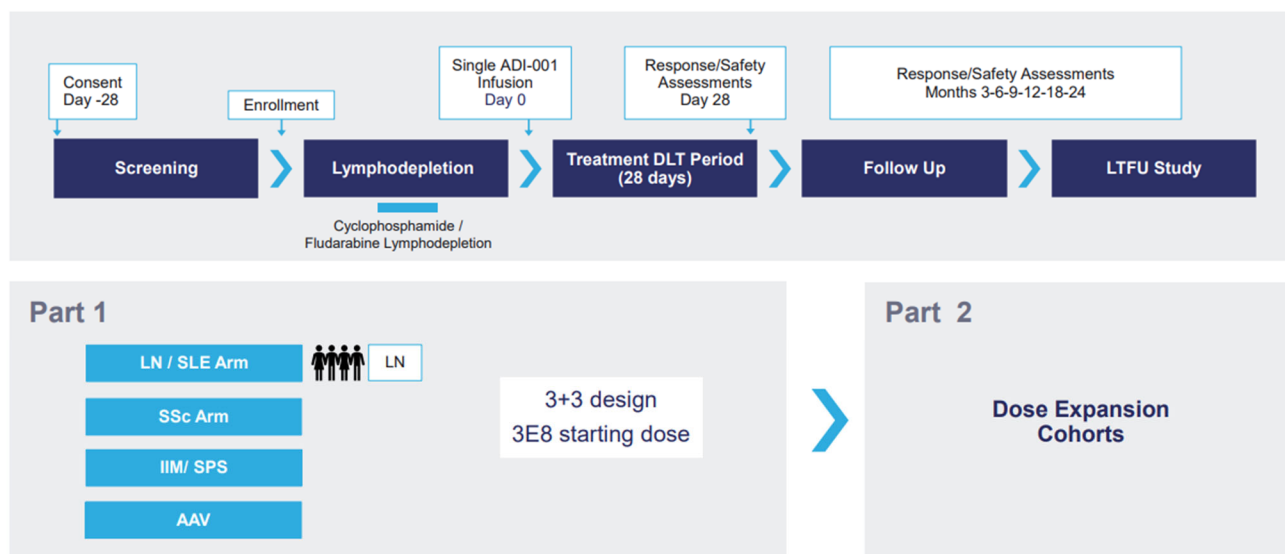 Consent
Day -28
Enrollment
Single ADI-001
Infusion
Day 0
Response/Safety
Assessments
Day 28
Response/Safety Assessments
Months 3-6-9-12-18-24
Screening
Lymphodepletion
Treatment DLT Period
(28 days)
Follow Up
LTFU Study
Cyclophosphamide /
Fludarabine Lymphodepletion
Part 1
LN / SLE Arm
LN
SSc Arm
IIM/ SPS
AAV
3+3 design
3E8 starting dose
Part 2
Dose Expansion
Cohorts